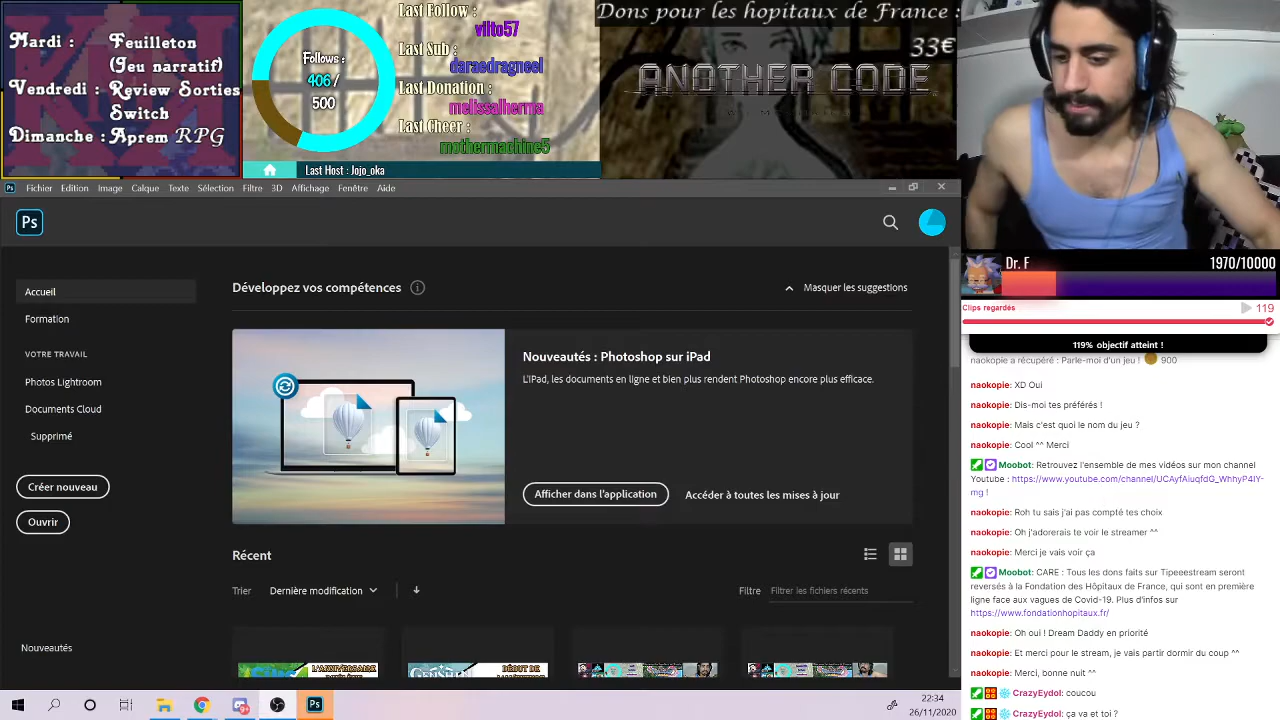 Mardi : Feuilleton
(Jeu narratif)
Vendredi : Review Sorties
Switch
Dimanche : Aprem RPG
Follows :
406 /
500
Last Follow :
viito57
Last Sub :
daraedragneel
Last Donation :
melissalherma
Last Cheer :
mothermachine5
Last Host : Jojo_oka
Dons pour les hopitaux de France :
33€
ANOTHER CODE
Ps Fichier Edition Image Calque Texte Sélection Filtre 3D Affichage Fenêtre Aide
Ps
Accueil
Formation
VOTRE TRAVAIL
Photos Lightroom
Documents Cloud
Supprimé
Créer nouveau
Ouvrir
Nouveautés
Développez vos compétences
Masquer les suggestions
Nouveautés : Photoshop sur iPad
L'iPad, les documents en ligne et bien plus rendent Photoshop encore plus efficace.
Afficher dans l'application
Accéder à toutes les mises à jour
Récent
Trier Dernière modification
Filtre Filtrer les fichiers récents
L'ANIVERSAIRE
DÉBUT DE
Dr. F 1970/10000
Clips regardés 119
119% objectif atteint !
naokopie a récupéré : Parle-moi d'un jeu ! 900
naokopie: XD Oui
naokopie: Dis-moi tes préférés !
naokopie: Mais c'est quoi le nom du jeu ?
naokopie: Cool ^^ Merci
Moobot: Retrouvez l'ensemble de mes vidéos sur mon channel
Youtube : https://www.youtube.com/channel/UCAyfAiuqfdG_WhhyP4IY-
mg !
naokopie: Roh tu sais j'ai pas compté tes choix
naokopie: Oh j'adorerais te voir le streamer ^^
naokopie: Merci je vais voir ça
Moobot: CARE : Tous les dons faits sur Tipeeestream seront
reversés à la Fondation des Hôpitaux de France, qui sont en première
ligne face aux vagues de Covid-19. Plus d'infos sur
https://www.fondationhopitaux.fr/
naokopie: Oh oui ! Dream Daddy en priorité
naokopie: Et merci pour le stream, je vais partir dormir du coup ^^
naokopie: Merci, bonne nuit ^^
CrazyEydol: coucou
CrazyEydol: ça va et toi ?
Ps
22:34
26/11/2020